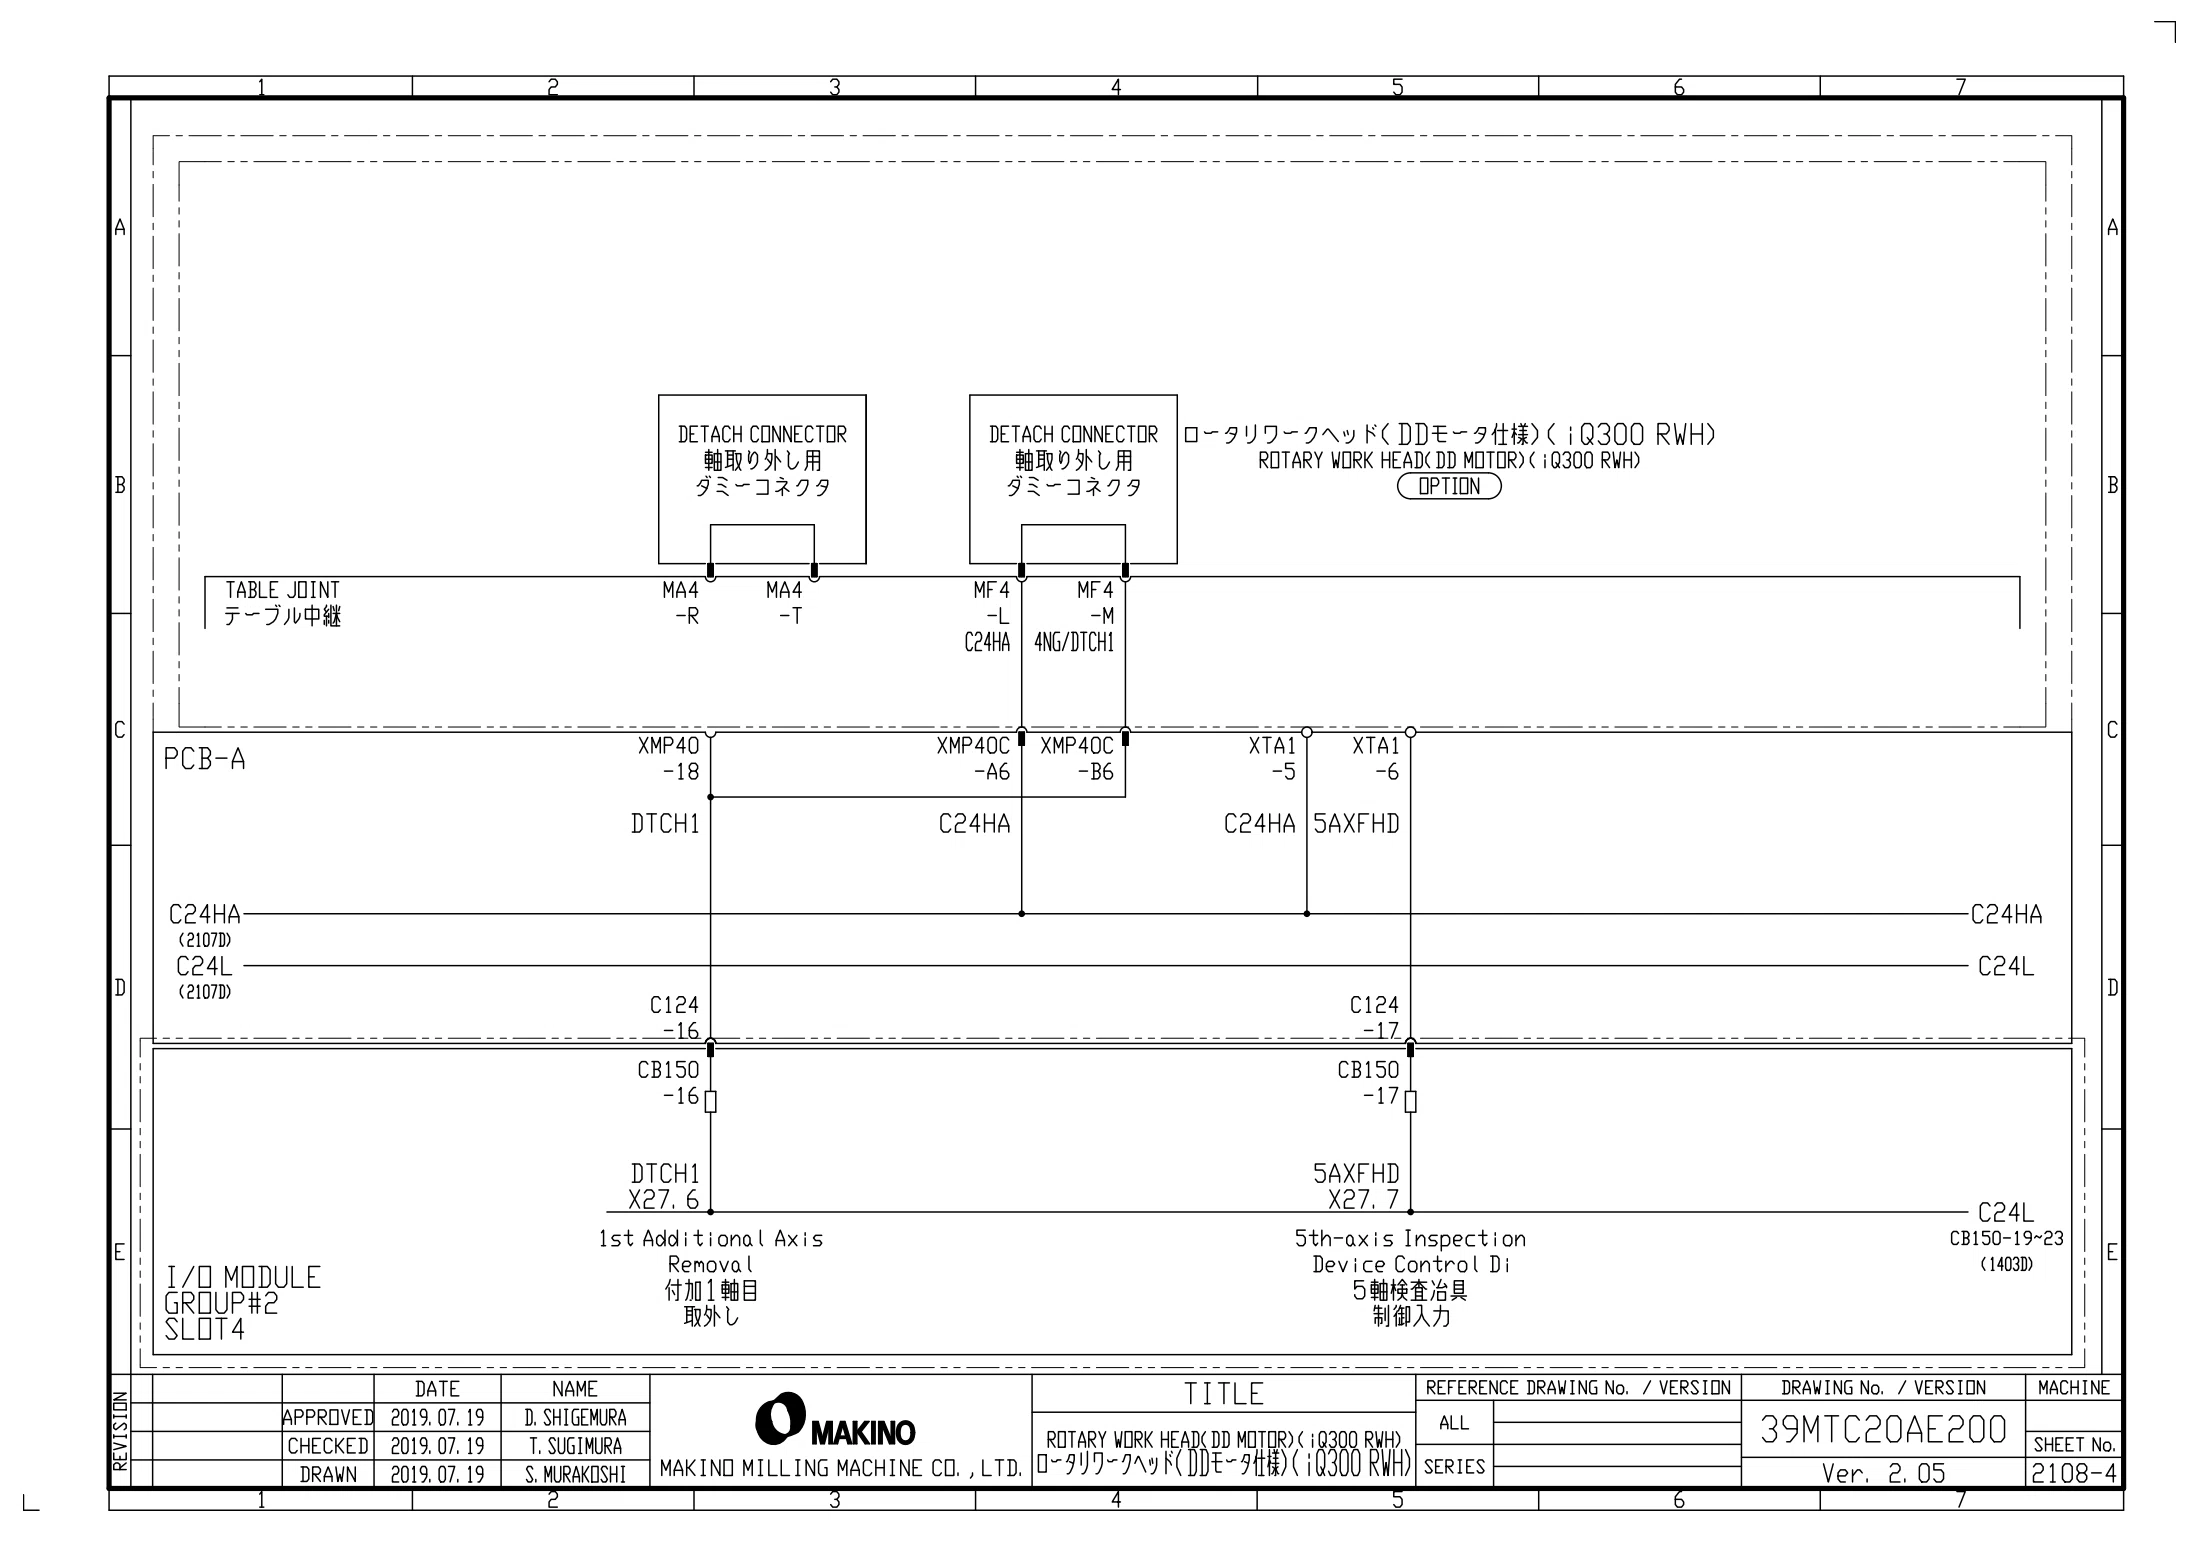 1 2 3 4 5 6 7
A A
DETACH CONNECTOR
軸取り外し用
ダミーコネクタ
DETACH CONNECTOR
軸取り外し用
ダミーコネクタ
ロータリワークヘッド(DDモータ仕様)(iQ300 RWH)
ROTARY WORK HEAD(DD MOTOR)(iQ300 RWH)
OPTION
B B
TABLE JOINT
テーブル中継
MA4
-R
MA4
-T
MF4
-L
C24HA
MF4
-M
4NG/DTCH1
C C
PCB-A
XMP40
-18
XMP40C
-A6
XMP40C
-B6
XTA1
-5
XTA1
-6
DTCH1
C24HA
C24HA
5AXFHD
C24HA
(2107D)
C24HA
C24L
(2107D)
C24L
D D
C124
-16
C124
-17
CB150
-16
CB150
-17
DTCH1
X27.6
5AXFHD
X27.7
C24L
CB150-19~23
(1403D)
1st Additional Axis
Removal
付加1軸目
取外し
5th-axis Inspection
Device Control Di
5軸検査冶具
制御入力
E E
I/O MODULE
GROUP#2
SLOT4
REVISION
DATE NAME
APPROVED 2019.07.19 D. SHIGEMURA
CHECKED 2019.07.19 T. SUGIMURA
DRAWN 2019.07.19 S. MURAKOSHI
MAKINO
MAKINO MILLING MACHINE CO., LTD.
TITLE
ROTARY WORK HEAD(DD MOTOR)(iQ300 RWH)
ロータリワークヘッド(DDモータ仕様)(iQ300 RWH)
REFERENCE DRAWING No. / VERSION
ALL
SERIES
DRAWING No. / VERSION
39MTC20AE200
Ver. 2.05
MACHINE
SHEET No.
2108-4
1 2 3 4 5 6 7